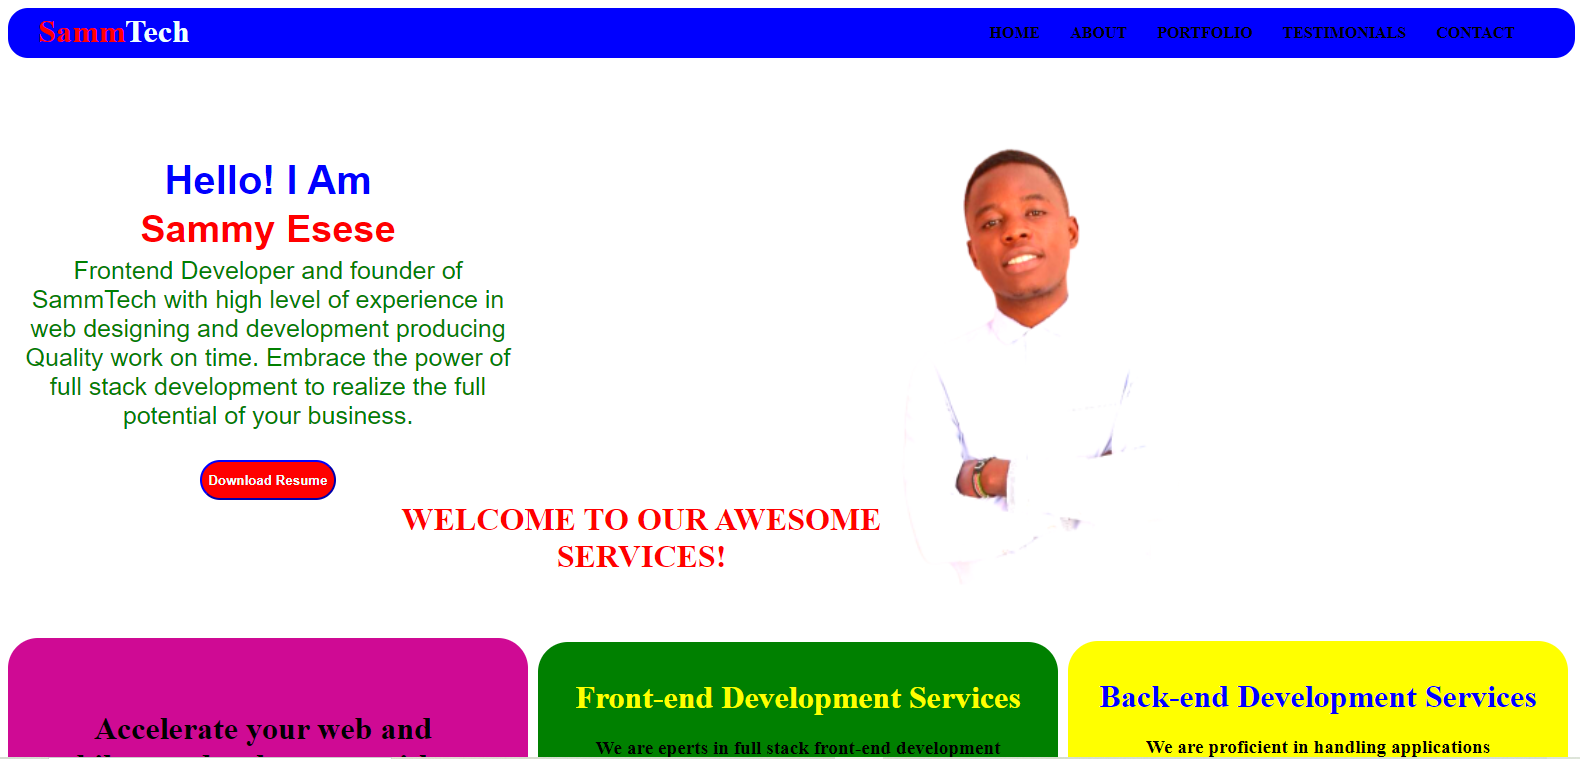 SammTech
HOME ABOUT PORTFOLIO TESTIMONIALS CONTACT
Hello! I Am
Sammy Esese
Frontend Developer and founder of
SammTech with high level of experience in
web designing and development producing
Quality work on time. Embrace the power of
full stack development to realize the full
potential of your business.
Download Resume
WELCOME TO OUR AWESOME
SERVICES!
Accelerate your web and
Front-end Development Services
We are eperts in full stack front-end development
Back-end Development Services
We are proficient in handling applications